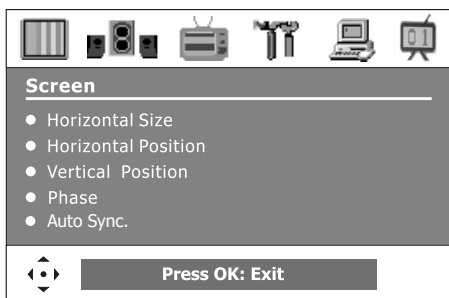 01
Screen
Horizontal Size
Horizontal Position
Vertical Position
Phase
Auto Sync.
Press OK: Exit